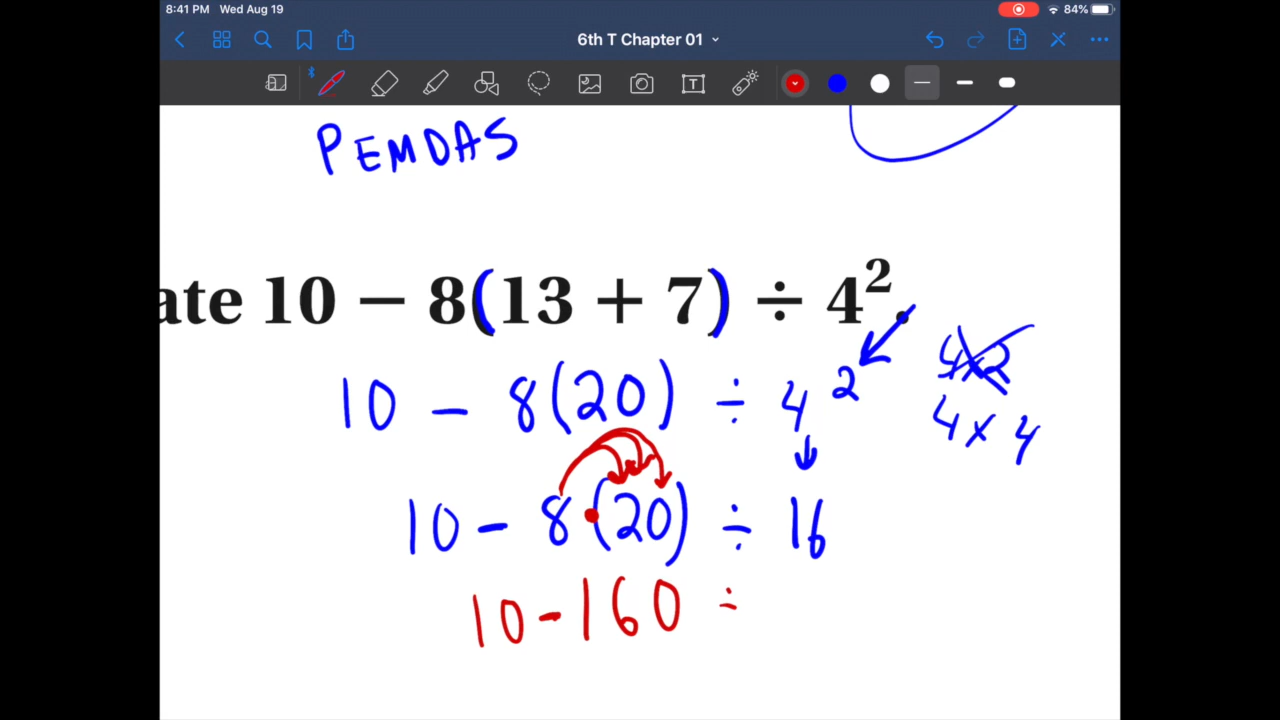 8:41 PM Wed Aug 19 84%
6th T Chapter 01
T
PEMDAS
ate 10 − 8(13 + 7) ÷ 4².
10 - 8(20) ÷ 4²
4x2
4 x 4
10 - 8•(20) ÷ 16
10 - 160 ÷